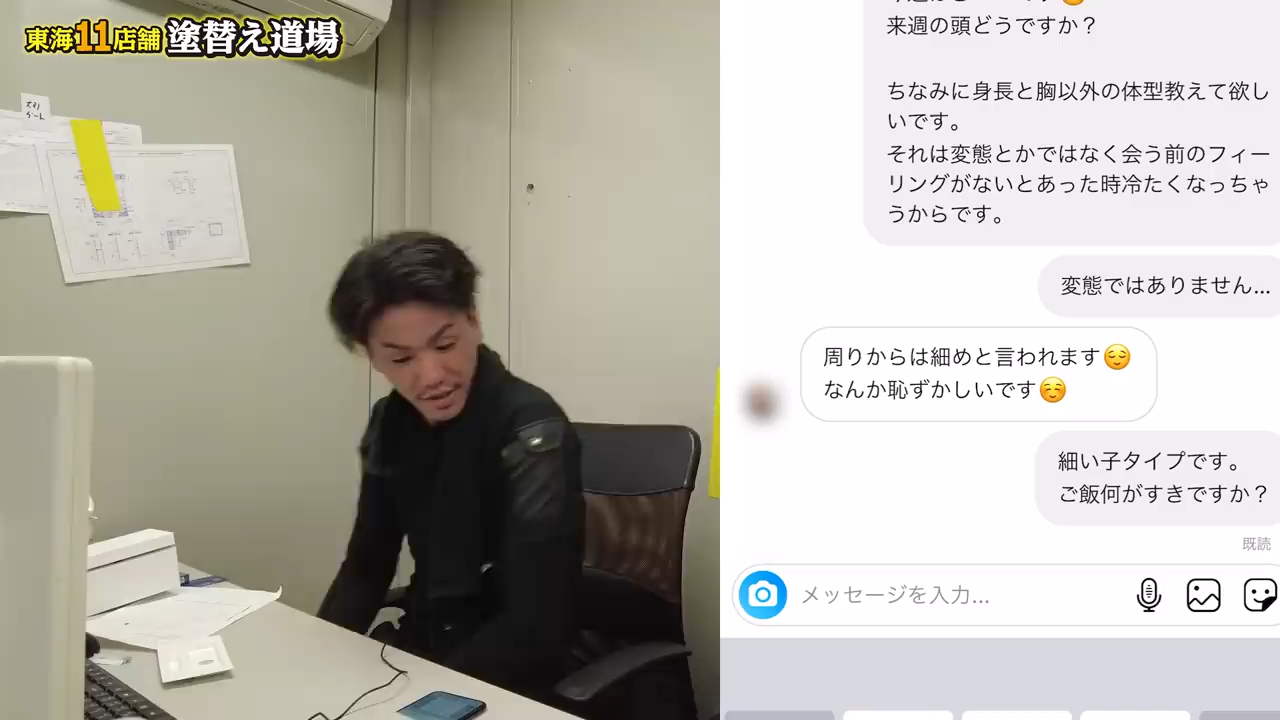 東海11店舗 塗替え道場
来週の頭どうですか？
ちなみに身長と胸以外の体型教えて欲し
いです。
それは変態とかではなく会う前のフィー
リングがないとあった時冷たくなっちゃ
うからです。
変態ではありません...
周りからは細めと言われます😌
なんか恥ずかしいです☺️
細い子タイプです。
ご飯何がすきですか？
既読
メッセージを入力...